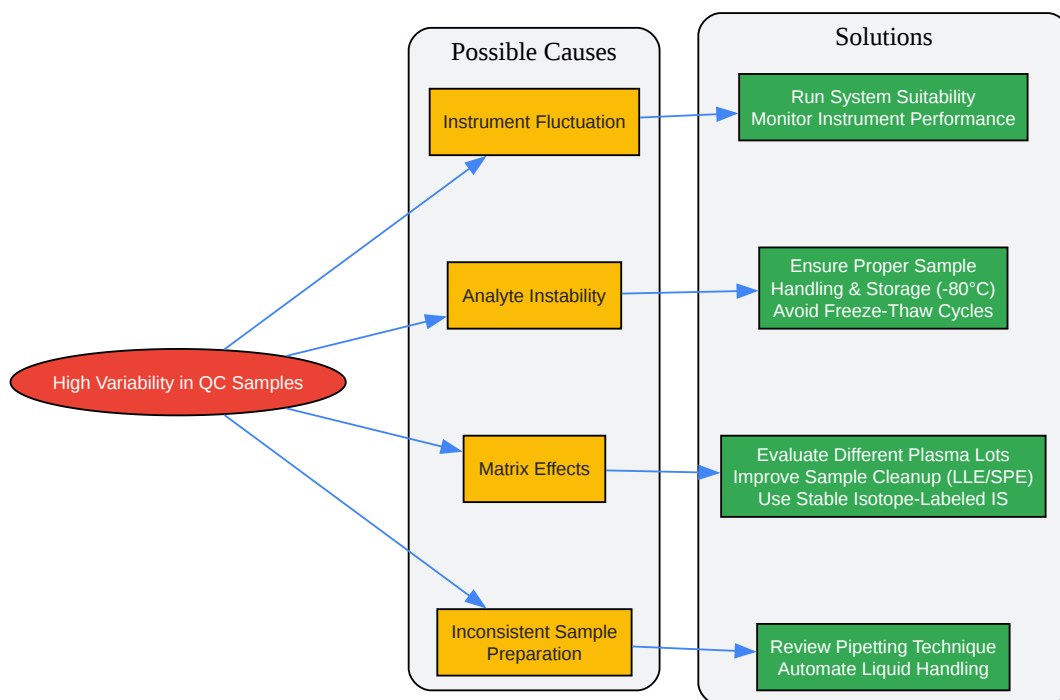 High Variability in QC Samples
Possible Causes
Instrument Fluctuation
Analyte Instability
Matrix Effects
Inconsistent Sample
Preparation
Solutions
Run System Suitability
Monitor Instrument Performance
Ensure Proper Sample
Handling & Storage (-80°C)
Avoid Freeze-Thaw Cycles
Evaluate Different Plasma Lots
Improve Sample Cleanup (LLE/SPE)
Use Stable Isotope-Labeled IS
Review Pipetting Technique
Automate Liquid Handling